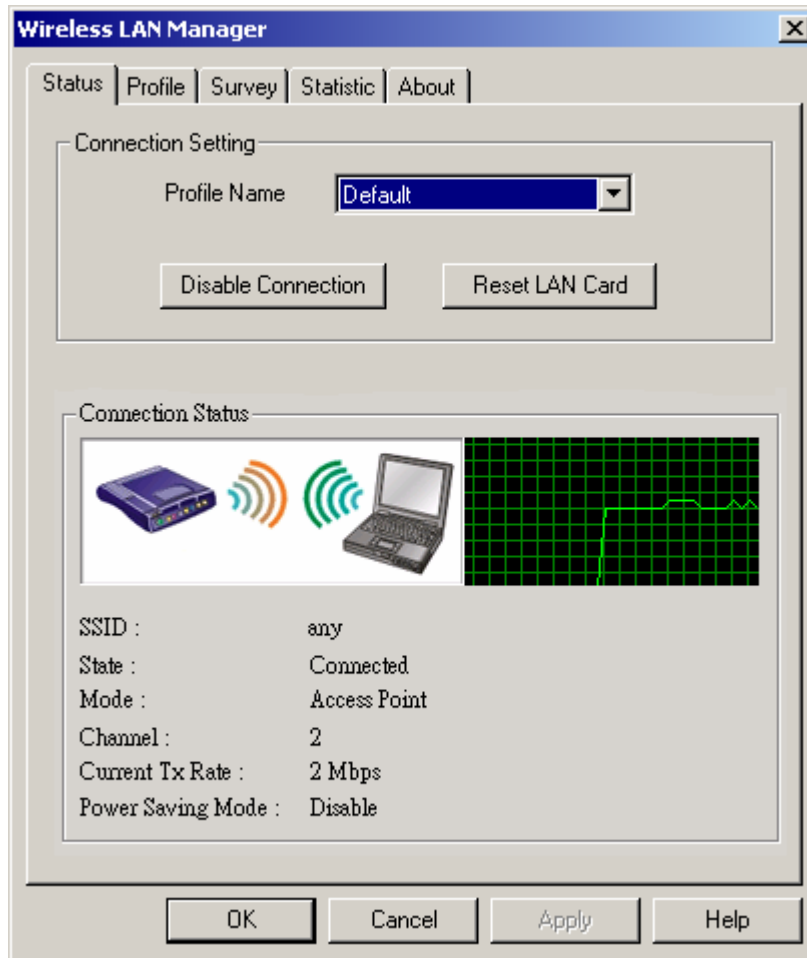 Wireless LAN Manager
Status Profile Survey Statistic About
Connection Setting
Profile Name Default
Disable Connection Reset LAN Card
Connection Status
SSID : any
State : Connected
Mode : Access Point
Channel : 2
Current Tx Rate : 2 Mbps
Power Saving Mode : Disable
OK Cancel Apply Help